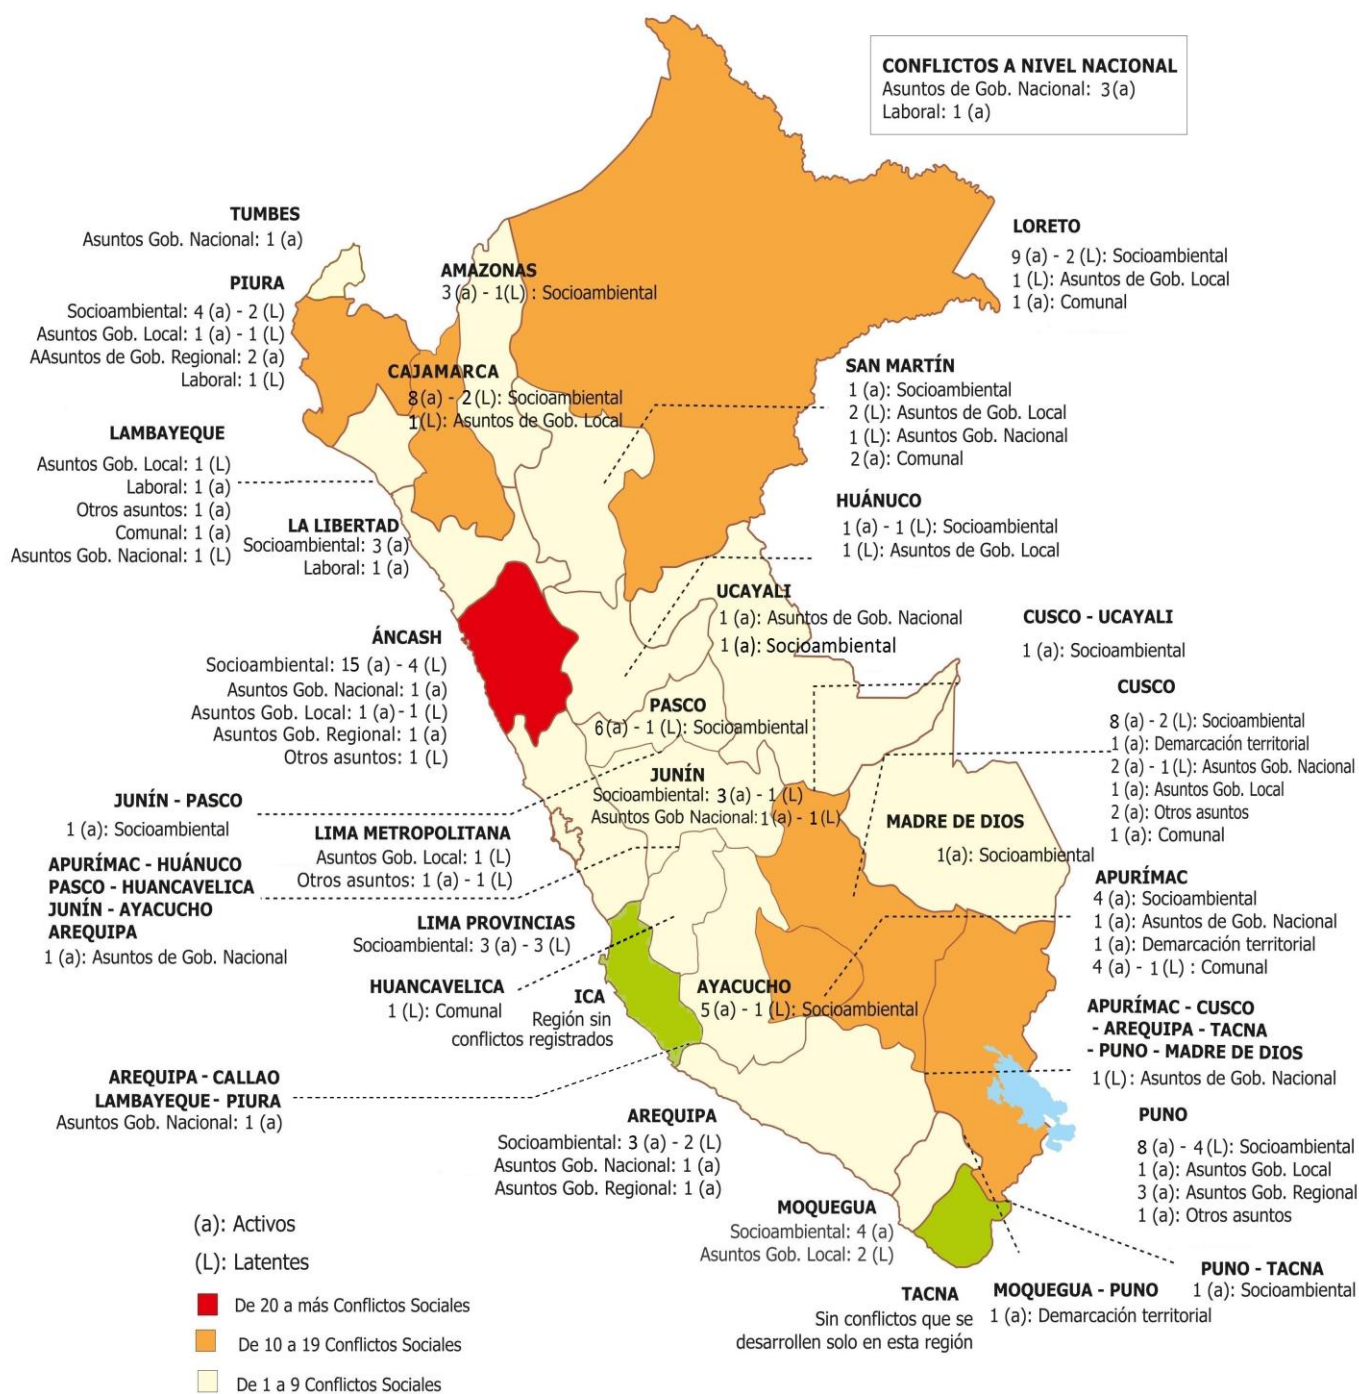 CONFLICTOS A NIVEL NACIONAL
Asuntos de Gob. Nacional: 3 (a)
Laboral: 1 (a)
TUMBES
Asuntos Gob. Nacional: 1 (a)
PIURA
Socioambiental: 4 (a) - 2 (L)
Asuntos Gob. Local: 1 (a) - 1 (L)
AAsuntos de Gob. Regional: 2 (a)
Laboral: 1 (L)
AMAZONAS
3 (a) - 1(L) : Socioambiental
LORETO
9 (a) - 2 (L): Socioambiental
1 (L): Asuntos de Gob. Local
1 (a): Comunal
CAJAMARCA
8 (a) - 2 (L): Socioambiental
1(L): Asuntos de Gob. Local
SAN MARTÍN
1 (a): Socioambiental
2 (L): Asuntos de Gob. Local
1 (L): Asuntos Gob. Nacional
2 (a): Comunal
LAMBAYEQUE
Asuntos Gob. Local: 1 (L)
Laboral: 1 (a)
Otros asuntos: 1 (a)
Comunal: 1 (a)
Asuntos Gob. Nacional: 1 (L)
LA LIBERTAD
Socioambiental: 3 (a)
Laboral: 1 (a)
HUÁNUCO
1 (a) - 1 (L): Socioambiental
1 (L): Asuntos de Gob. Local
UCAYALI
1 (a): Asuntos de Gob. Nacional
1 (a): Socioambiental
CUSCO - UCAYALI
1 (a): Socioambiental
ÁNCASH
Socioambiental: 15 (a) - 4 (L)
Asuntos Gob. Nacional: 1 (a)
Asuntos Gob. Local: 1 (a) - 1 (L)
Asuntos Gob. Regional: 1 (a)
Otros asuntos: 1 (L)
PASCO
6 (a) - 1 (L): Socioambiental
CUSCO
8 (a) - 2 (L): Socioambiental
1 (a): Demarcación territorial
2 (a) - 1 (L): Asuntos Gob. Nacional
1 (a): Asuntos Gob. Local
2 (a): Otros asuntos
1 (a): Comunal
JUNÍN
Socioambiental: 3 (a) - 1 (L)
Asuntos Gob Nacional: 1 (a) - 1 (L)
JUNÍN - PASCO
1 (a): Socioambiental
LIMA METROPOLITANA
Asuntos Gob. Local: 1 (L)
Otros asuntos: 1 (a) - 1 (L)
MADRE DE DIOS
1(a): Socioambiental
APURÍMAC - HUÁNUCO
PASCO - HUANCAVELICA
JUNÍN - AYACUCHO
AREQUIPA
1 (a): Asuntos de Gob. Nacional
APURÍMAC
4 (a): Socioambiental
1 (a): Asuntos de Gob. Nacional
1 (a): Demarcación territorial
4 (a) - 1 (L) : Comunal
LIMA PROVINCIAS
Socioambiental: 3 (a) - 3 (L)
HUANCAVELICA
1 (L): Comunal
ICA
Región sin
conflictos registrados
AYACUCHO
5 (a) - 1 (L): Socioambiental
APURÍMAC - CUSCO
- AREQUIPA - TACNA
- PUNO - MADRE DE DIOS
1 (L) : Asuntos de Gob. Nacional
AREQUIPA - CALLAO
LAMBAYEQUE - PIURA
Asuntos Gob. Nacional: 1 (a)
AREQUIPA
Socioambiental: 3 (a) - 2 (L)
Asuntos Gob. Nacional: 1 (a)
Asuntos Gob. Regional: 1 (a)
PUNO
8 (a) - 4 (L): Socioambiental
1 (a): Asuntos Gob. Local
3 (a): Asuntos Gob. Regional
1 (a): Otros asuntos
MOQUEGUA
Socioambiental: 4 (a)
Asuntos Gob. Local: 2 (L)
PUNO - TACNA
1 (a): Socioambiental
TACNA
Sin conflictos que se
desarrollen solo en esta región
MOQUEGUA - PUNO
1 (a): Demarcación territorial
(a): Activos
(L): Latentes
De 20 a más Conflictos Sociales
De 10 a 19 Conflictos Sociales
De 1 a 9 Conflictos Sociales